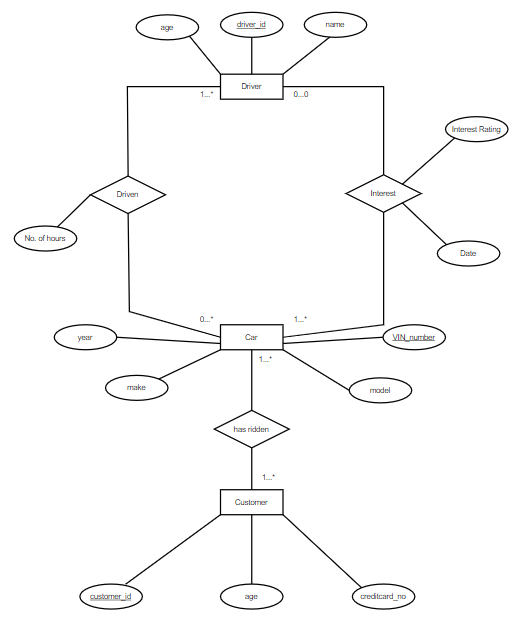 age
driver_id
name
Driver
1...*
0...0
Interest Rating
Driven
Interest
No. of hours
Date
0...*
1...*
year
Car
VIN_number
1...*
make
model
has ridden
1...*
Customer
customer_id
age
creditcard_no